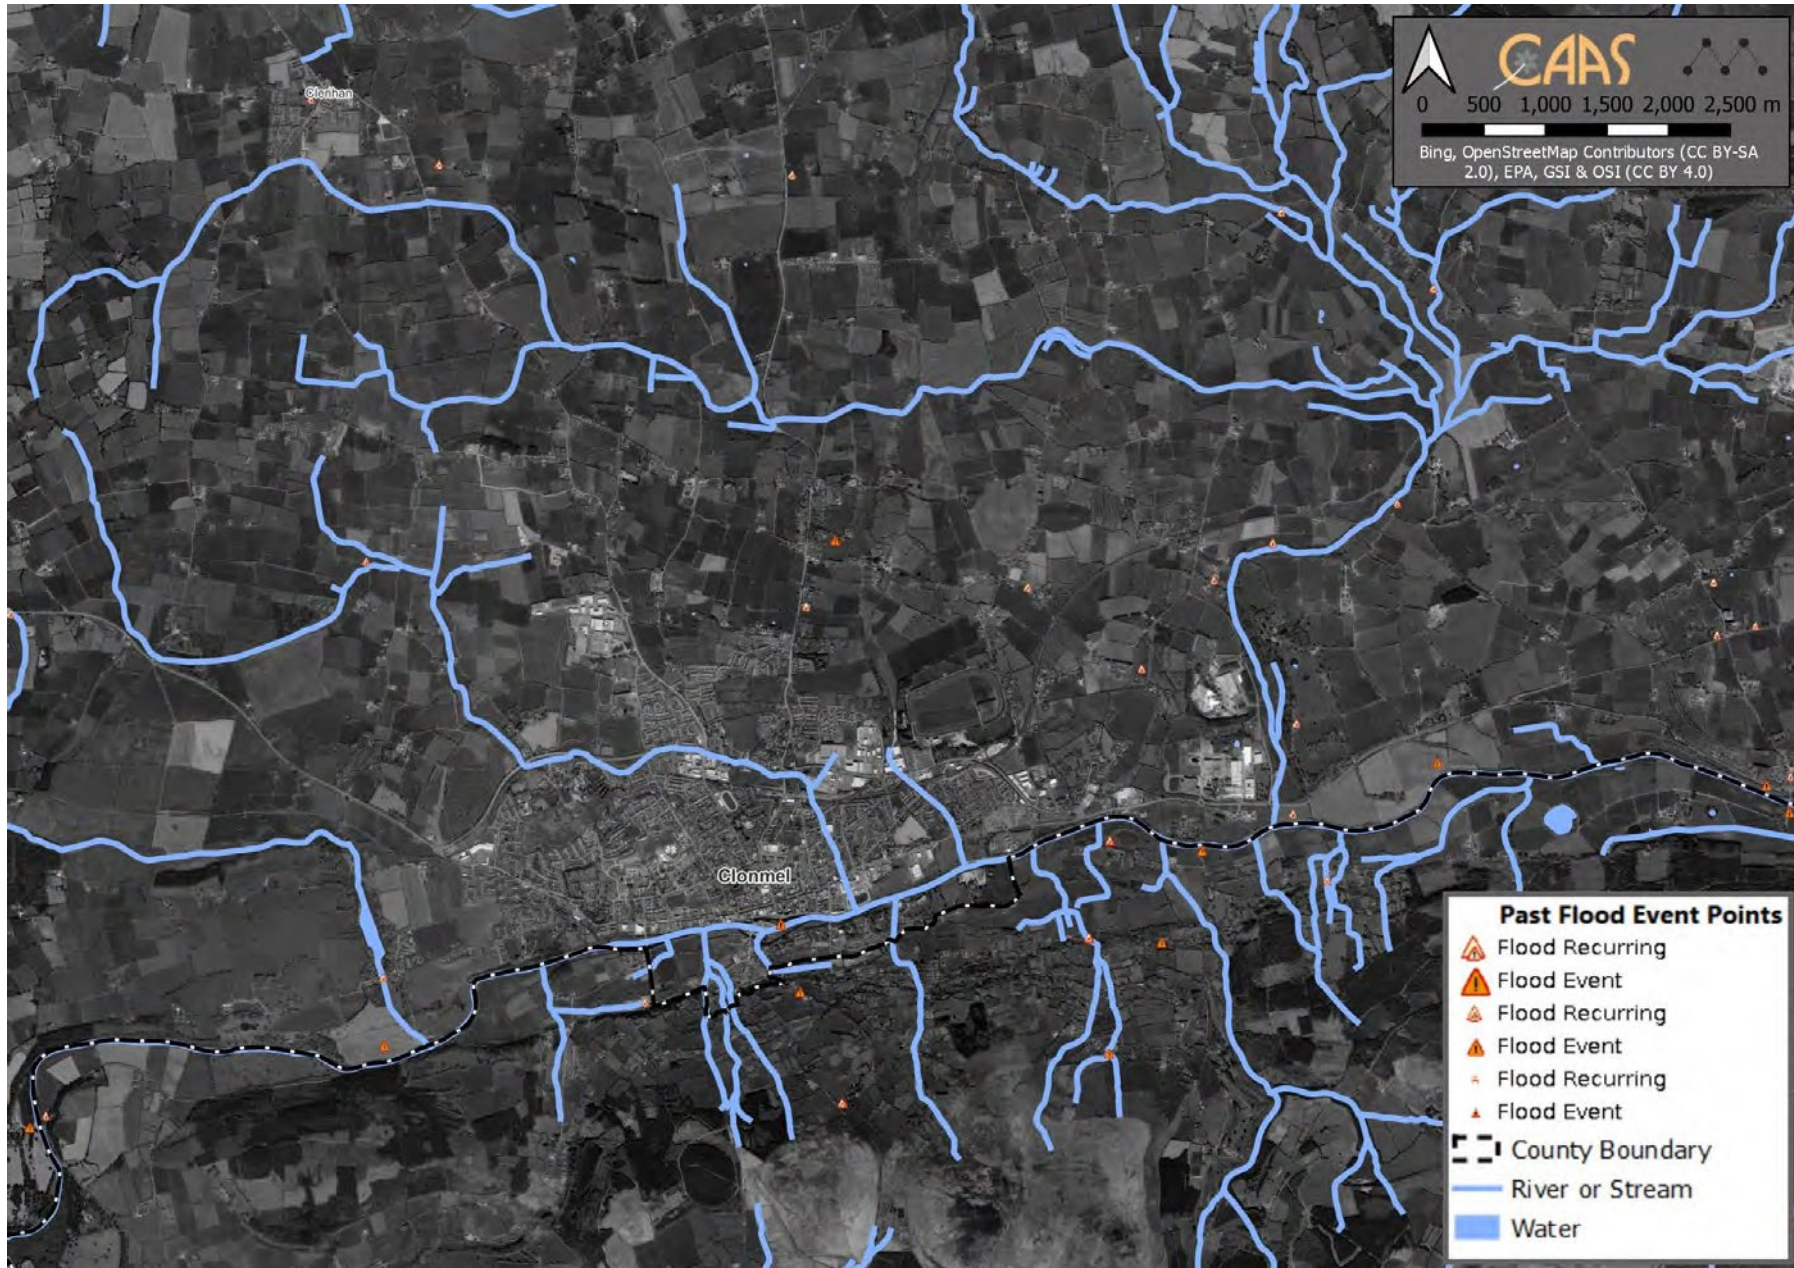 Clerihan
CAAS
0 500 1,000 1,500 2,000 2,500 m
Bing, OpenStreetMap Contributors (CC BY-SA
2.0), EPA, GSI & OSI (CC BY 4.0)
Clonmel
Past Flood Event Points
Flood Recurring
Flood Event
Flood Recurring
Flood Event
Flood Recurring
Flood Event
County Boundary
River or Stream
Water